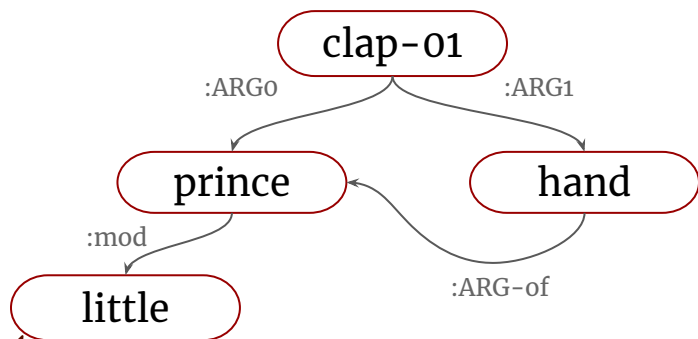 clap-01
:ARG0
:ARG1
prince
hand
:mod
:ARG-of
little